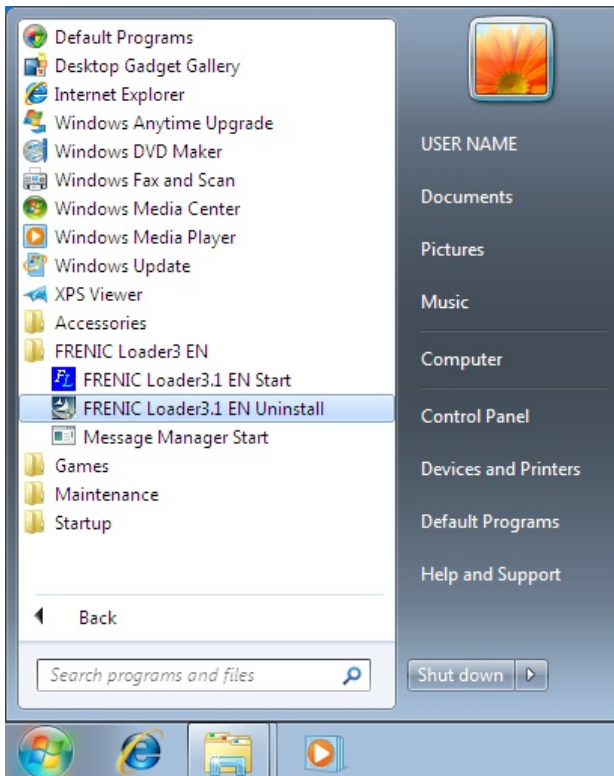 Default Programs
Desktop Gadget Gallery
Internet Explorer
Windows Anytime Upgrade
Windows DVD Maker
Windows Fax and Scan
Windows Media Center
Windows Media Player
Windows Update
XPS Viewer
Accessories
FRENIC Loader3 EN
FL FRENIC Loader3.1 EN Start
FRENIC Loader3.1 EN Uninstall
Message Manager Start
Games
Maintenance
Startup
Back
Search programs and files
USER NAME
Documents
Pictures
Music
Computer
Control Panel
Devices and Printers
Default Programs
Help and Support
Shut down